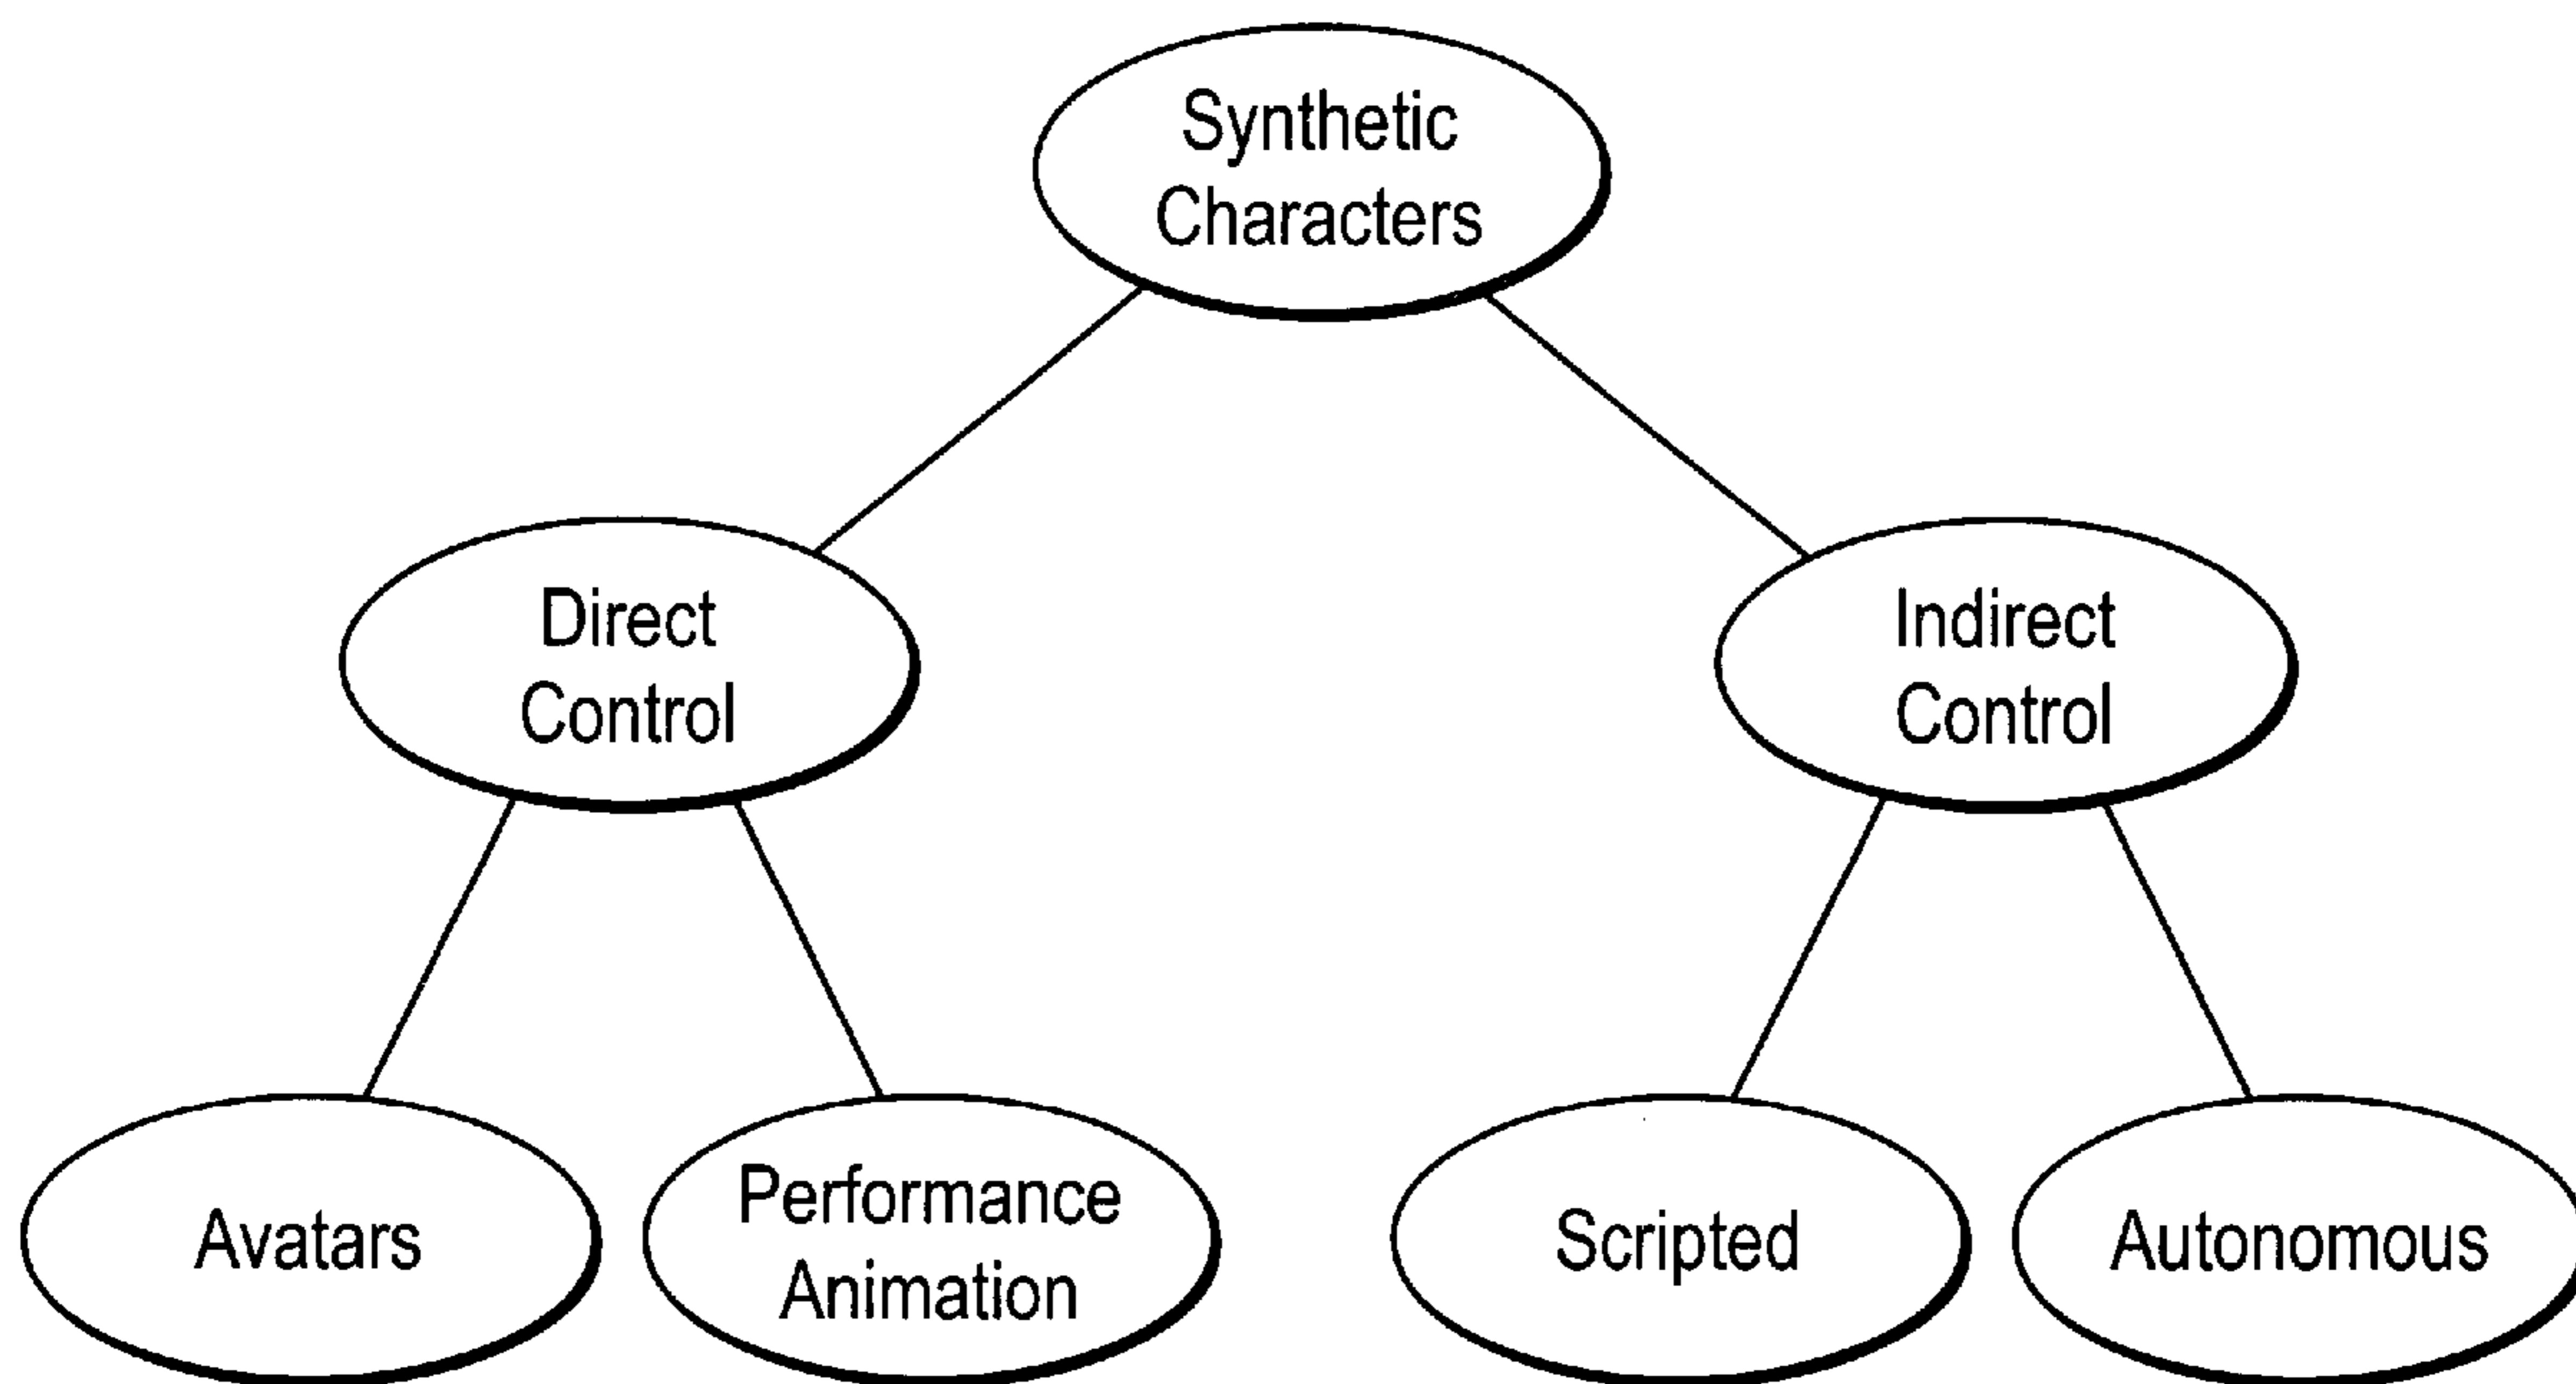 Synthetic
Characters
Direct
Control
Indirect
Control
Avatars
Performance
Animation
Scripted
Autonomous